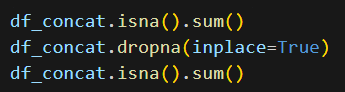 df_concat.isna().sum()
df_concat.dropna(inplace=True)
df_concat.isna().sum()